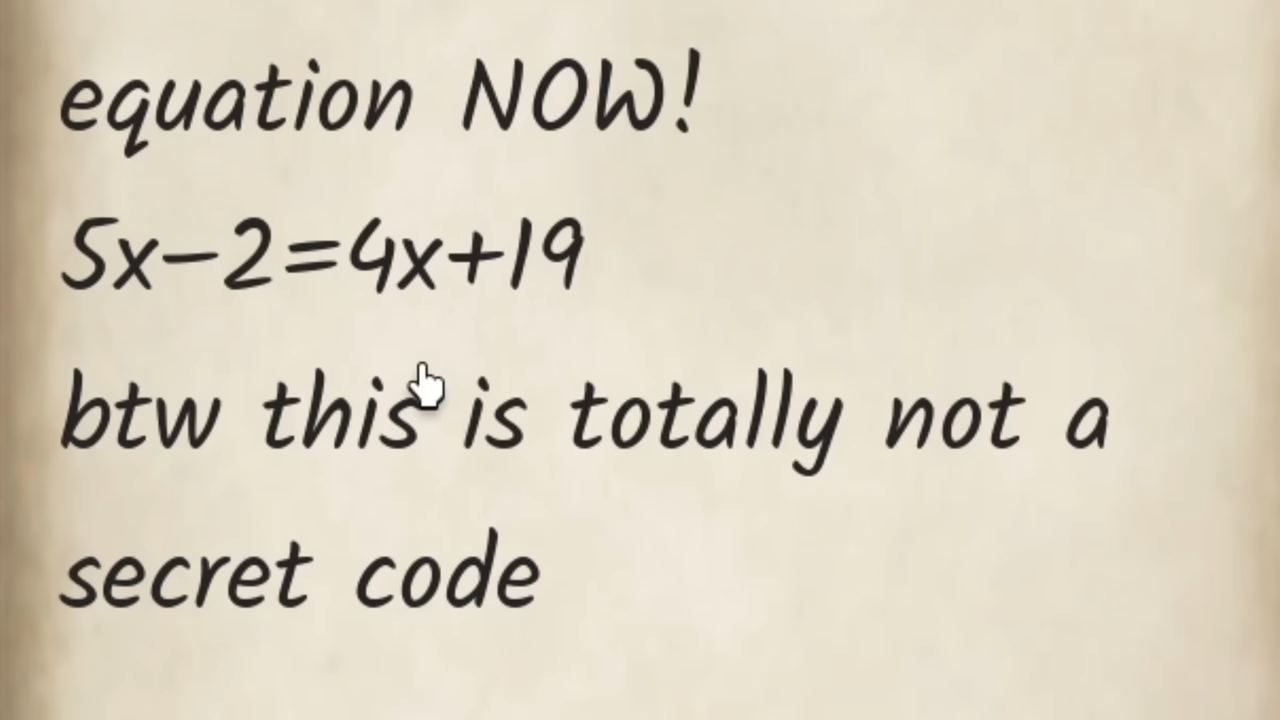 equation NOW!
5x-2=4x+19
btw this is totally not a
secret code